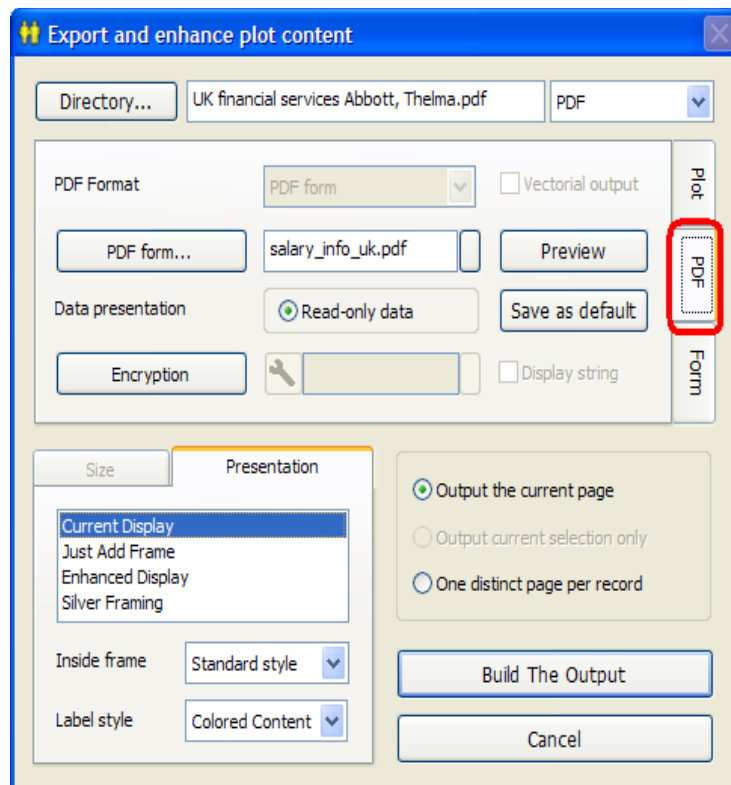 Export and enhance plot content
Directory... UK financial services Abbott, Thelma.pdf PDF
PDF Format PDF form Vectorial output
PDF form... salary_info_uk.pdf Preview
Data presentation Read-only data Save as default
Encryption Display string
Plot
PDF
Form
Size Presentation
Current Display
Just Add Frame
Enhanced Display
Silver Framing
Inside frame Standard style
Label style Colored Content
Output the current page
Output current selection only
One distinct page per record
Build The Output
Cancel